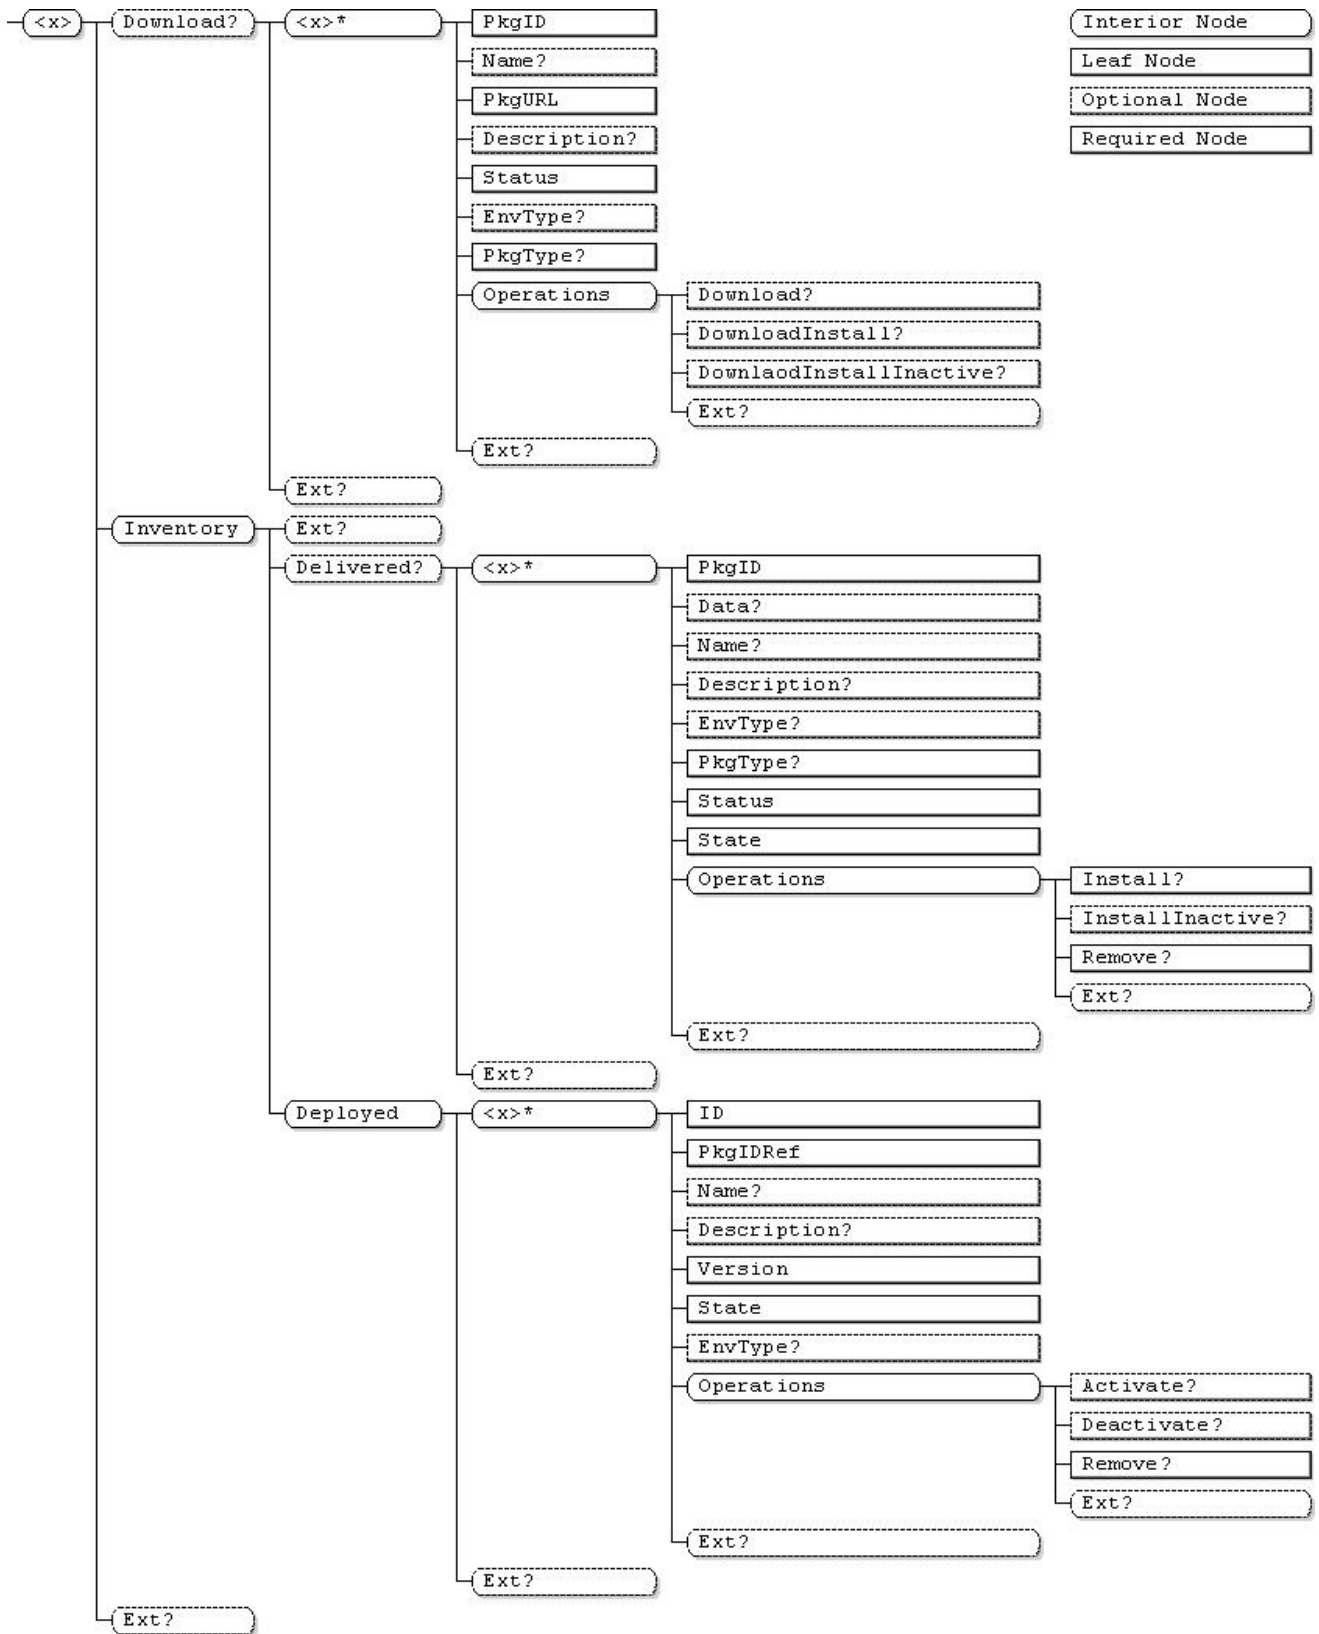 <x> Download? <x>* PkgID Interior Node
Name? Leaf Node
PkgURL Optional Node
Description? Required Node
Status
EnvType?
PkgType?
Operations Download?
DownloadInstall?
DownlaodInstallInactive?
Ext?
Ext?
Ext?
Inventory Ext?
Delivered? <x>* PkgID
Data?
Name?
Description?
EnvType?
PkgType?
Status
State
Operations Install?
InstallInactive?
Remove?
Ext?
Ext?
Ext?
Deployed <x>* ID
PkgIDRef
Name?
Description?
Version
State
EnvType?
Operations Activate?
Deactivate?
Remove?
Ext?
Ext?
Ext?
Ext?